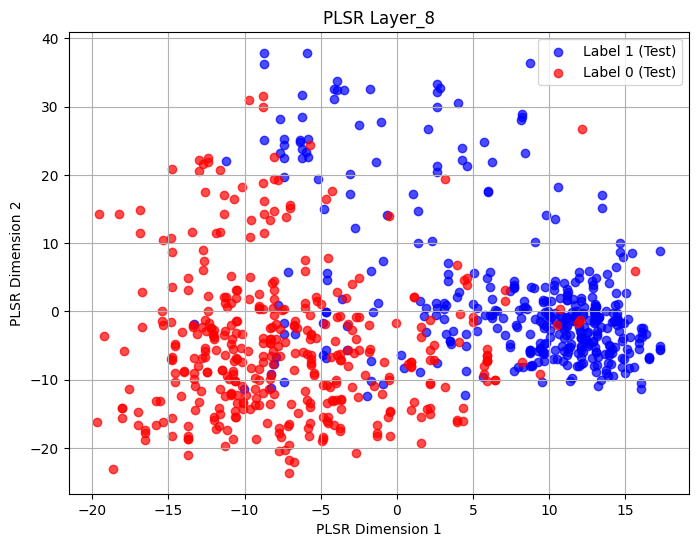 PLSR Layer_8
Label 1 (Test)
Label 0 (Test)
PLSR Dimension 2
40
30
20
10
0
−10
−20
−20 −15 −10 −5 0 5 10 15
PLSR Dimension 1